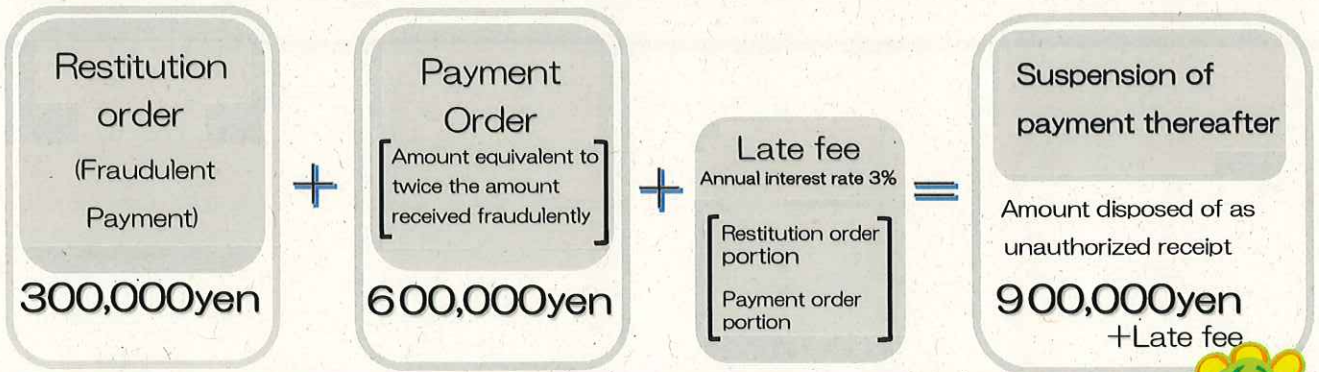 Restitution
order
(Fraudulent
Payment)
300,000yen
+
Payment
Order
[Amount equivalent to
twice the amount
received fraudulently]
600,000yen
+
Late fee
Annual interest rate 3%
[Restitution order
portion
Payment order
portion]
=
Suspension of
payment thereafter
Amount disposed of as
unauthorized receipt
900,000yen
+Late fee